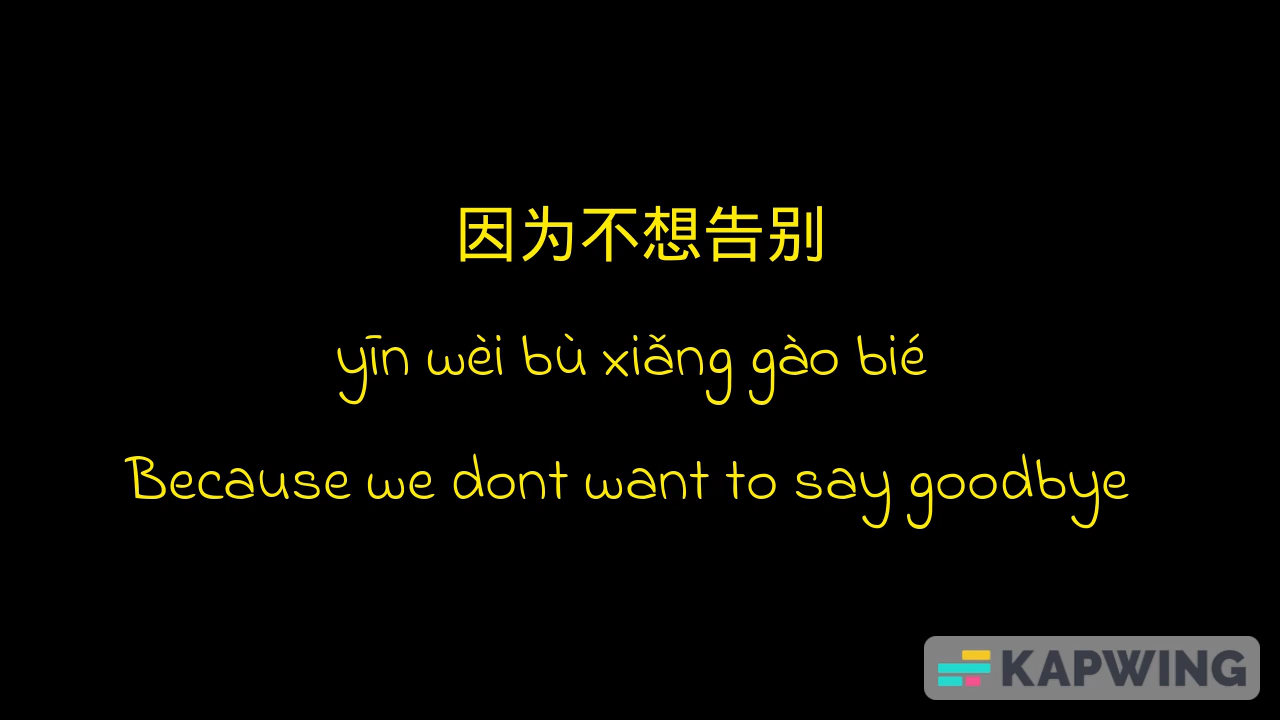 因为不想告别
yīn wèi bù xiǎng gào bié
Because we dont want to say goodbye
KAPWING